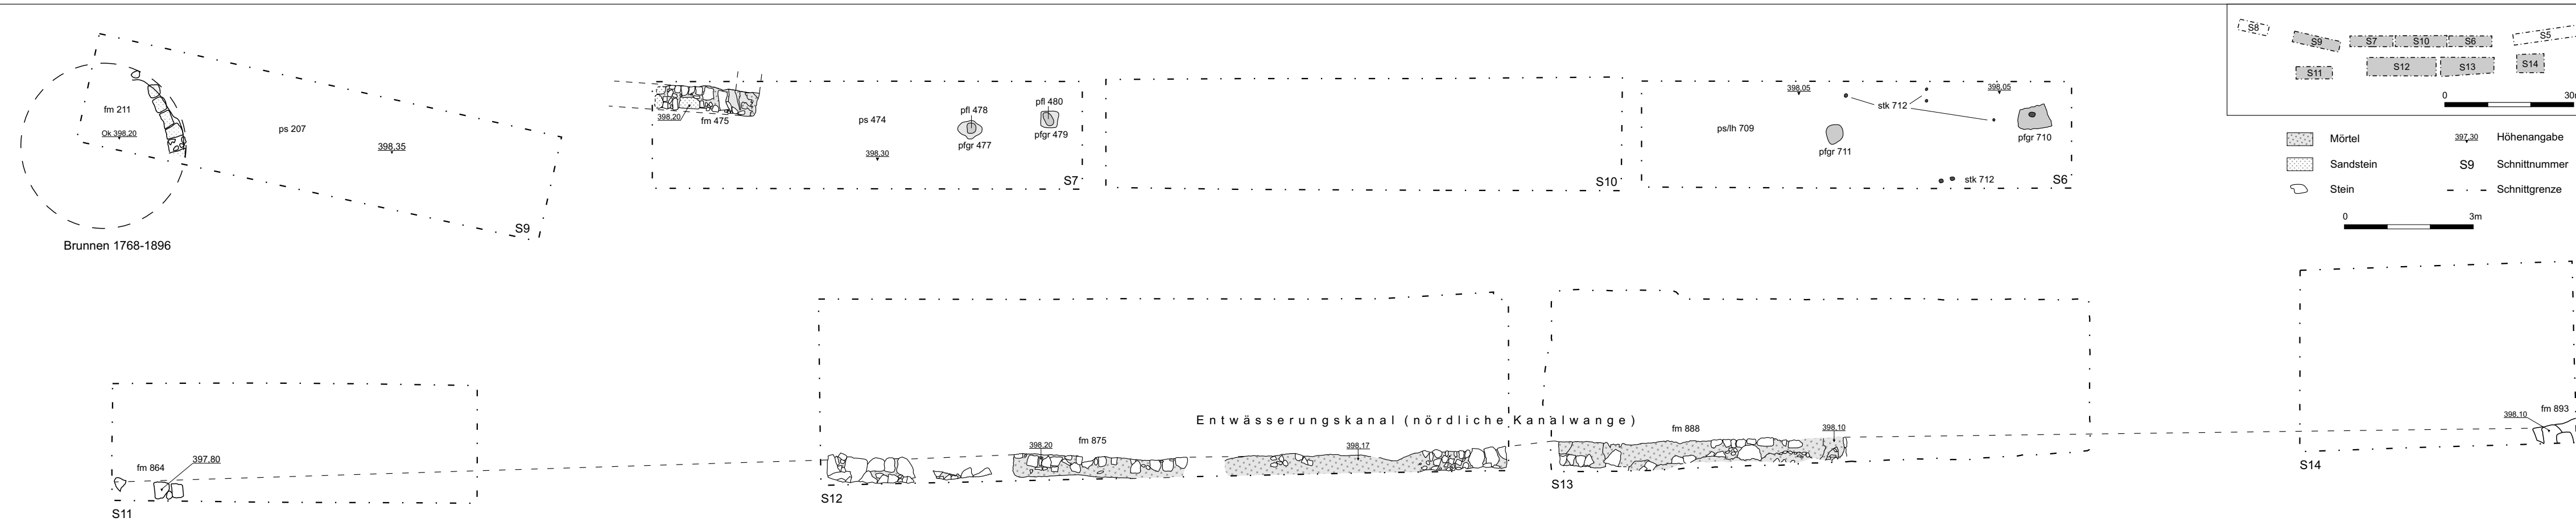 fm 211
Ok 398.20
ps 207
398.35
S9
Brunnen 1768-1896
398.20
fm 475
ps 474
398.30
pfl 478
pfgr 477
pfl 480
pfgr 479
S7
S10
398.05
stk 712
398.05
ps/lh 709
pfgr 711
pfgr 710
stk 712
S6
S8
S9
S7
S10
S6
S5
S11
S12
S13
S14
0
30m
Mörtel
397.30
Höhenangabe
Sandstein
S9
Schnittnummer
Stein
Schnittgrenze
0
3m
Entwässerungskanal (nördliche Kanalwange)
fm 864
397.80
S11
398.20
fm 875
398.17
S12
fm 888
398.10
S13
398.10
fm 893
S14